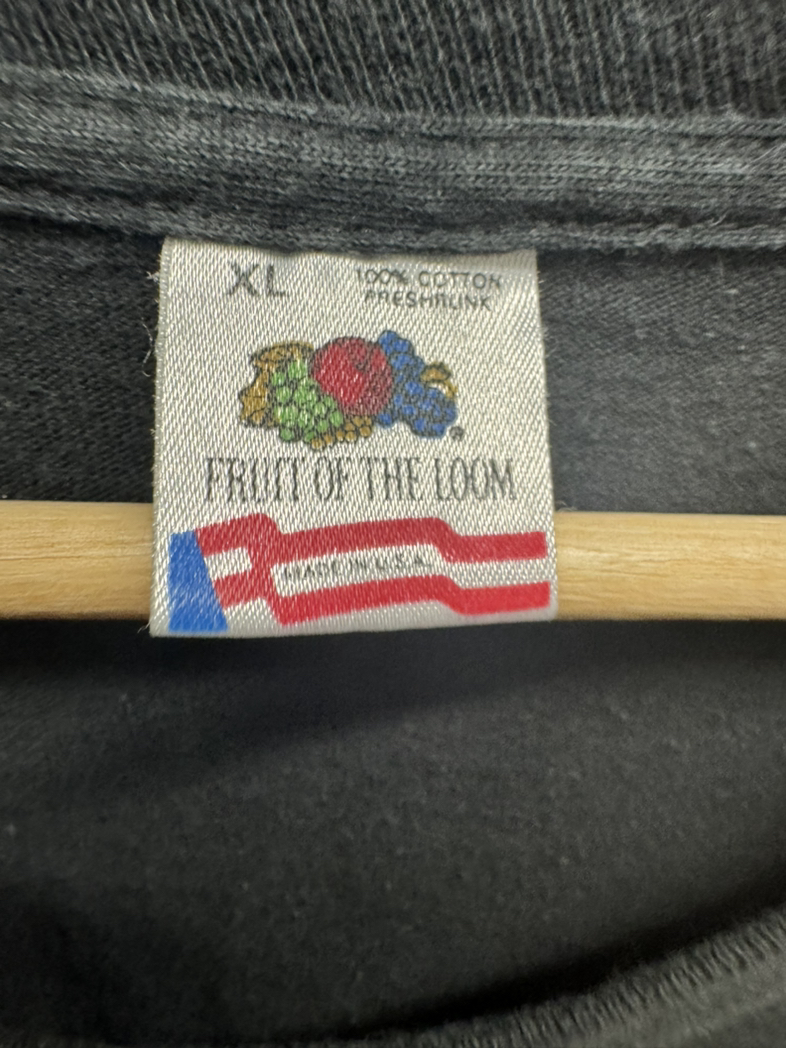 XL
100% COTTON
PRESHRUNK
®
FRUIT OF THE LOOM
MADE IN U.S.A.